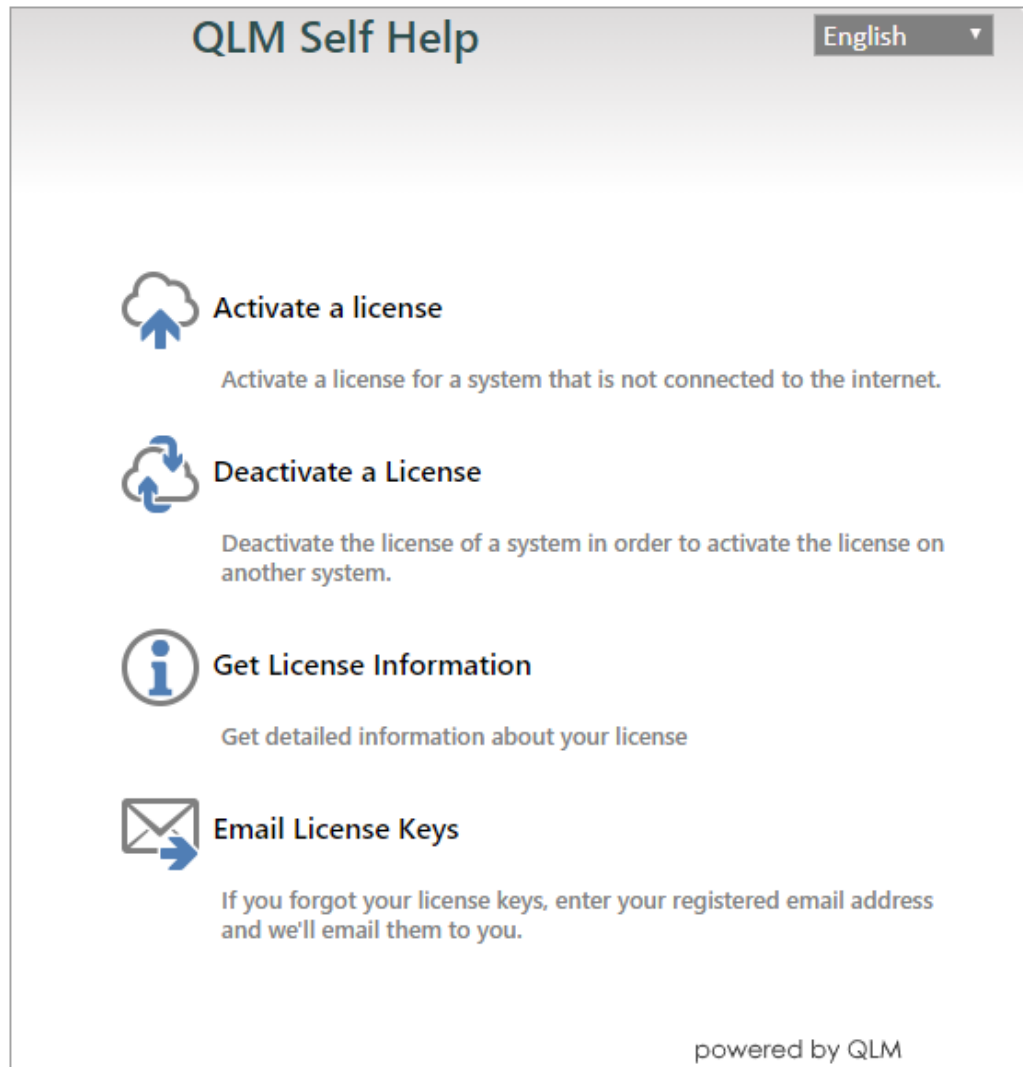 QLM Self Help
English
Activate a license
Activate a license for a system that is not connected to the internet.
Deactivate a License
Deactivate the license of a system in order to activate the license on
another system.
Get License Information
Get detailed information about your license
Email License Keys
If you forgot your license keys, enter your registered email address
and we'll email them to you.
powered by QLM